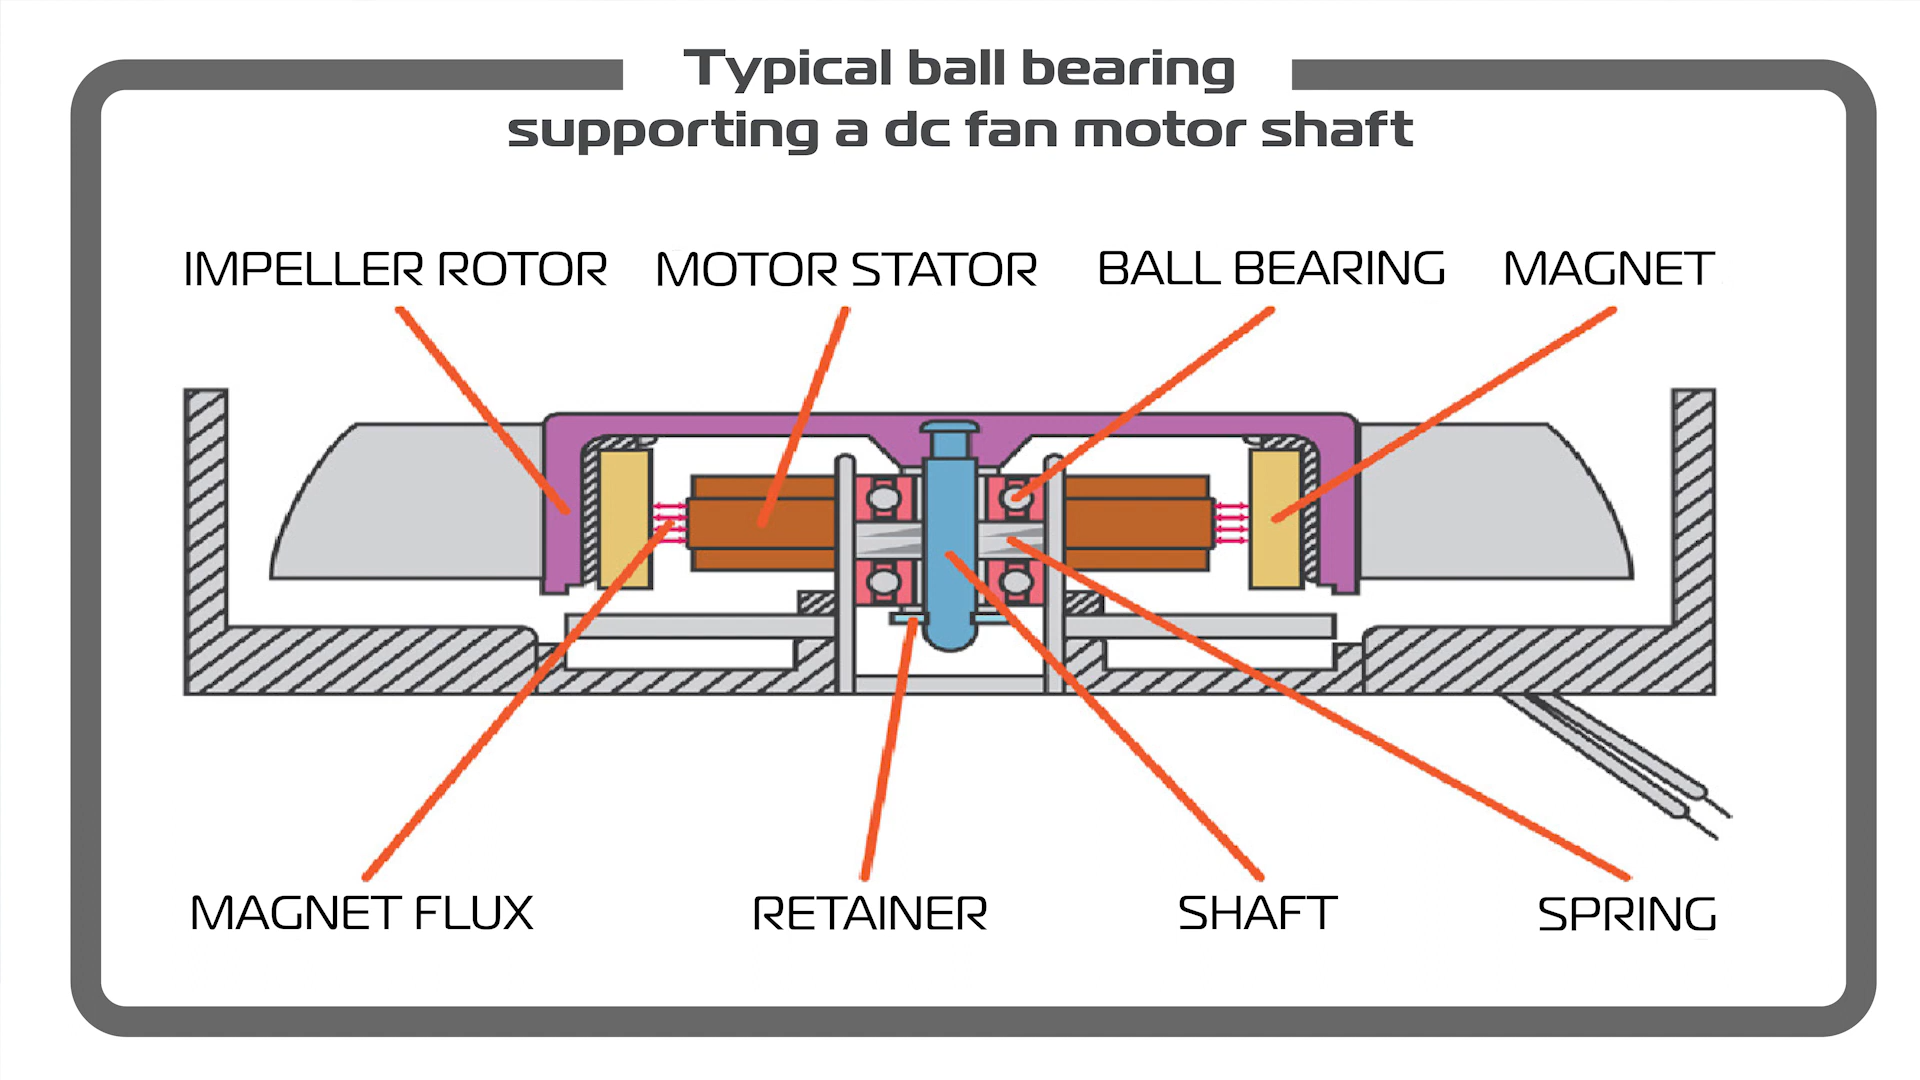 Typical ball bearing
supporting a dc fan motor shaft
IMPELLER ROTOR
MOTOR STATOR
BALL BEARING
MAGNET
MAGNET FLUX
RETAINER
SHAFT
SPRING